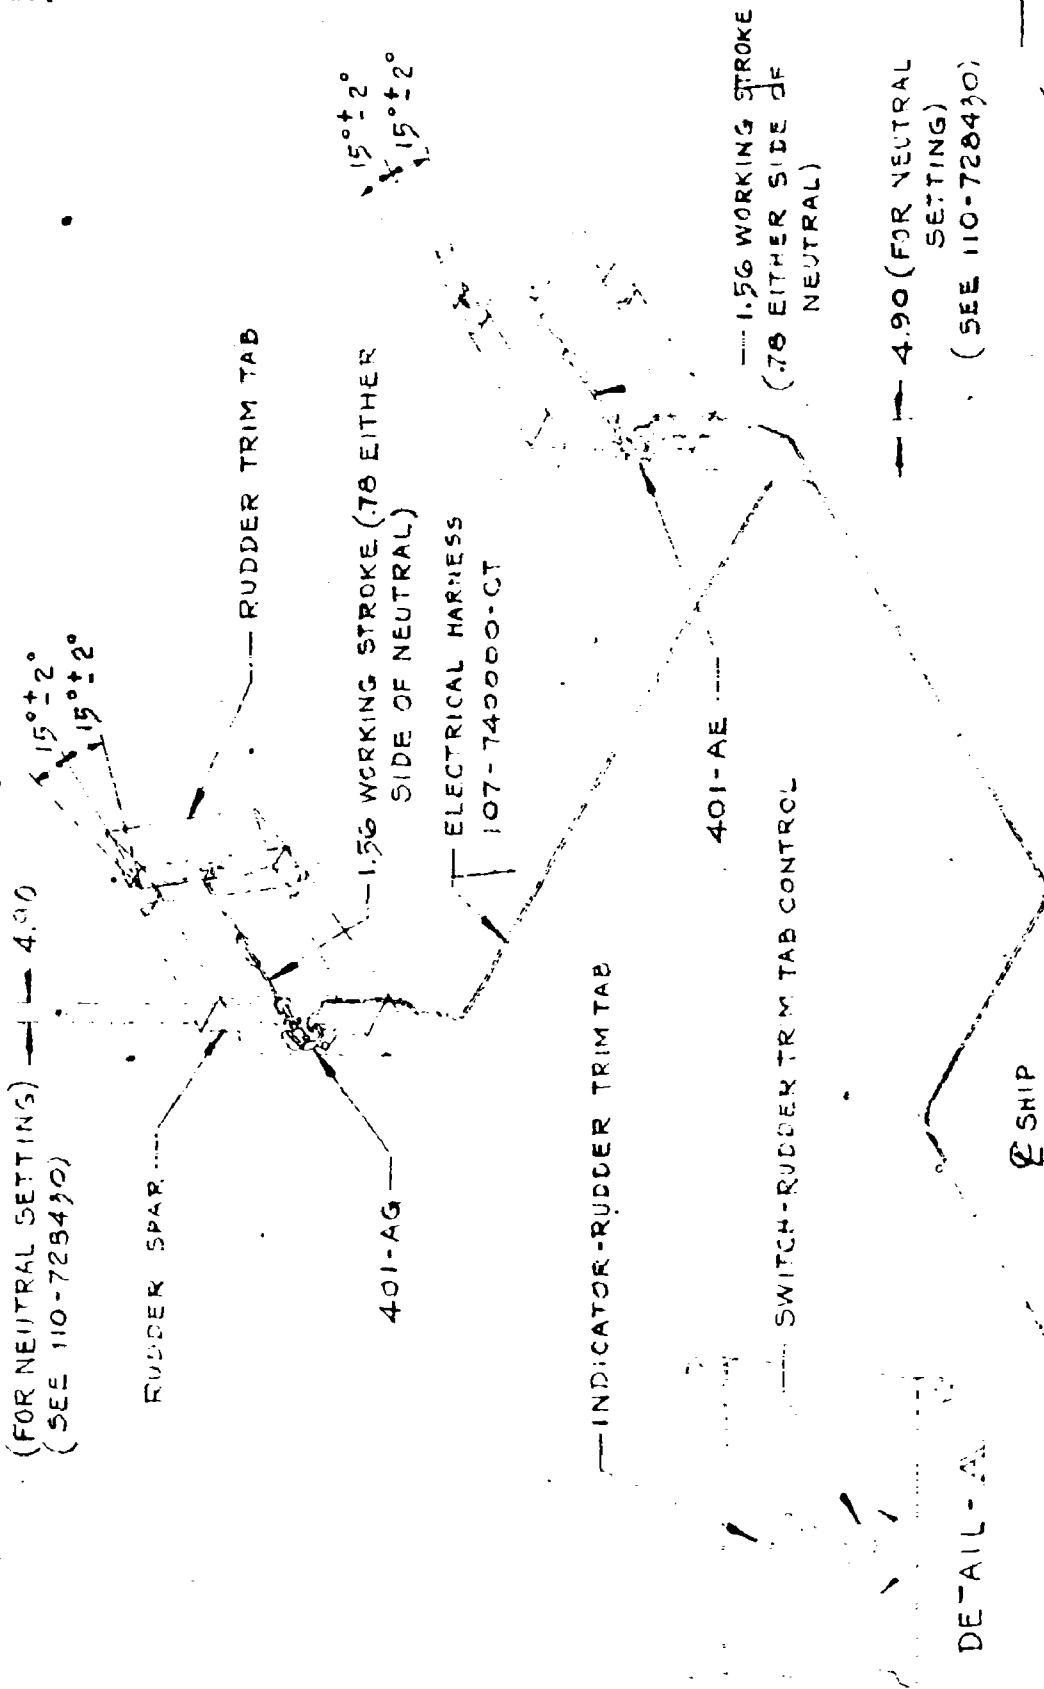 (FOR NEUTRAL SETTING) 4.90
(SEE 110-728430)
15°±2°
15°±2°
RUDDER SPAR
RUDDER TRIM TAB
15°±2°
15°±2°
401-AG
1.56 WORKING STROKE (.78 EITHER
SIDE OF NEUTRAL)
ELECTRICAL HARNESS
107-740000-CT
INDICATOR-RUDDER TRIM TAB
401-AE
SWITCH-RUDDER TRIM TAB CONTROL
1.56 WORKING STROKE
(.78 EITHER SIDE OF
NEUTRAL)
4.90 (FOR NEUTRAL
SETTING)
(SEE 110-728430)
DETAIL-A
℄ SHIP